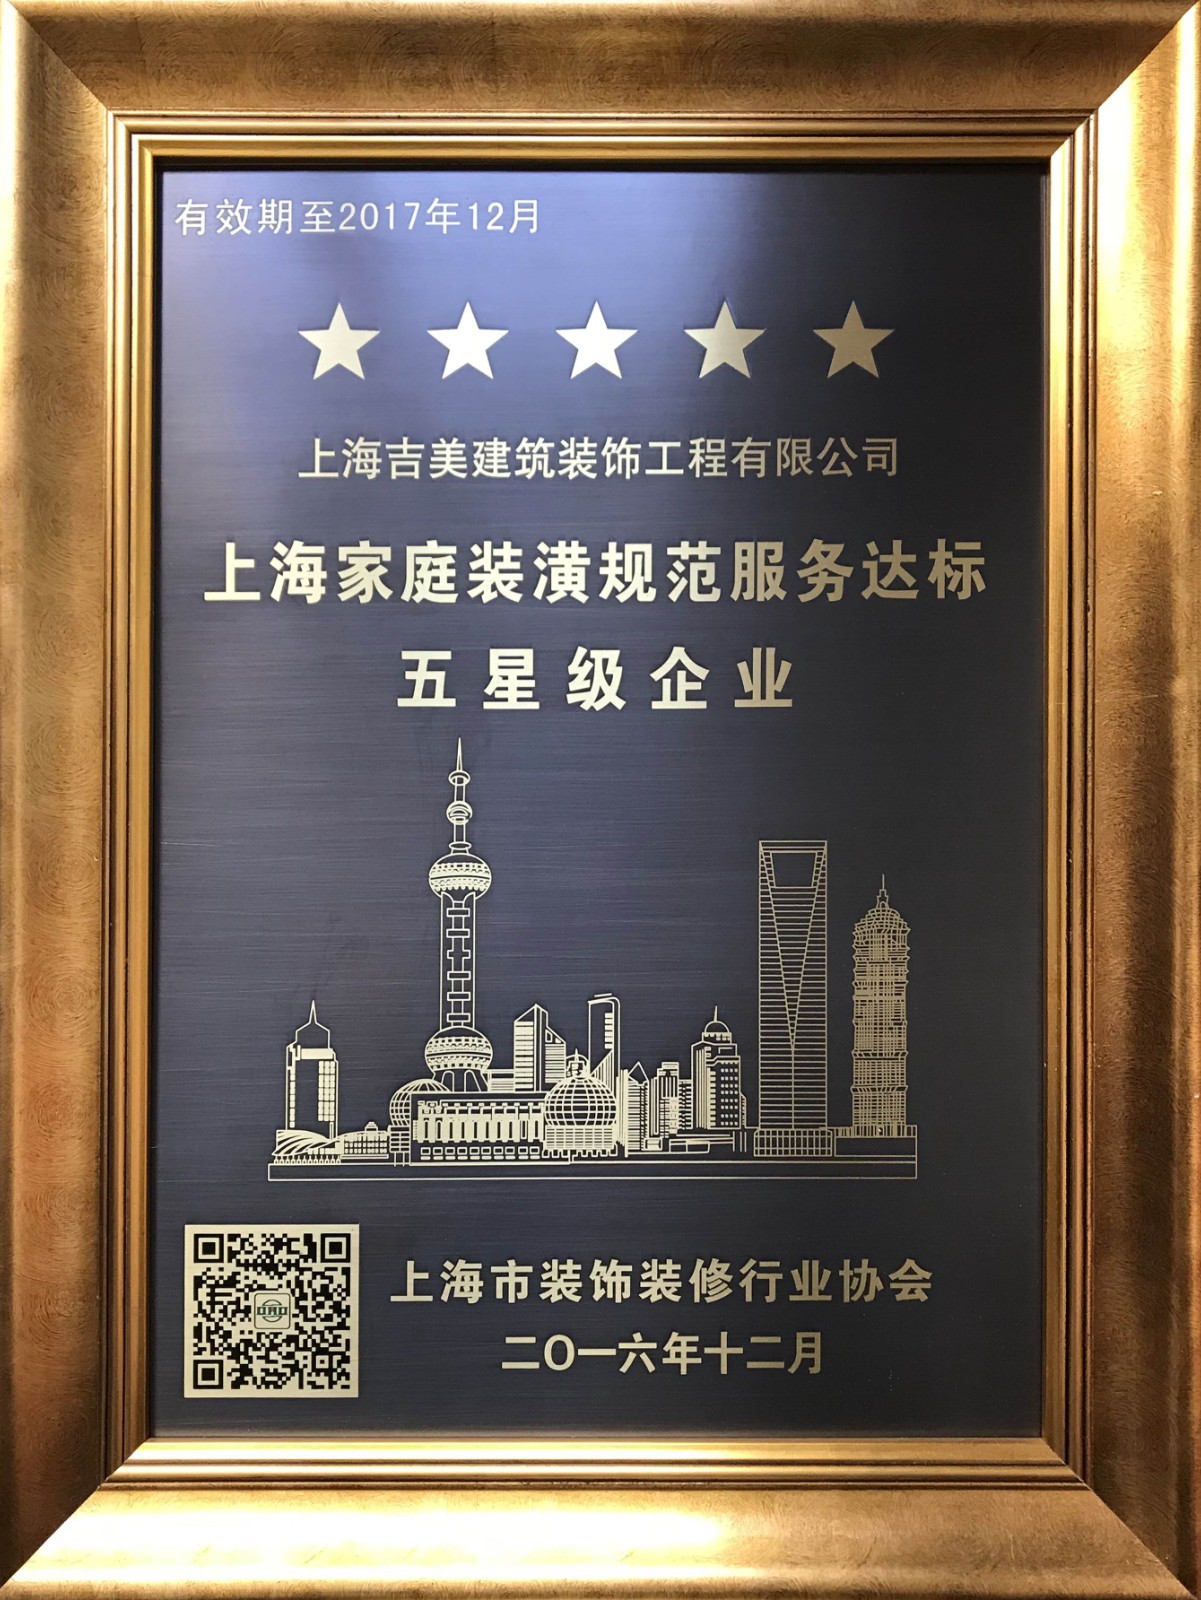 有效期至2017年12月
上海吉美建筑装饰工程有限公司
上海家庭装潢规范服务达标
五星级企业
上海市装饰装修行业协会
二〇一六年十二月